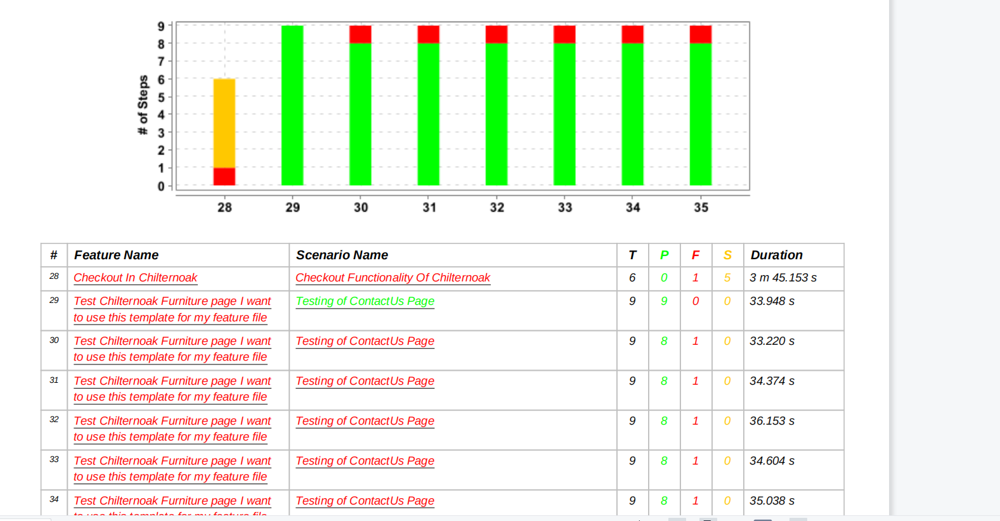 9
8
7
6
5
4
3
2
1
0
# of Steps
28 29 30 31 32 33 34 35
# Feature Name Scenario Name T P F S Duration
28 Checkout In Chilternoak Checkout Functionality Of Chilternoak 6 0 1 5 3 m 45.153 s
29 Test Chilternoak Furniture page I want Testing of ContactUs Page 9 9 0 0 33.948 s
to use this template for my feature file
30 Test Chilternoak Furniture page I want Testing of ContactUs Page 9 8 1 0 33.220 s
to use this template for my feature file
31 Test Chilternoak Furniture page I want Testing of ContactUs Page 9 8 1 0 34.374 s
to use this template for my feature file
32 Test Chilternoak Furniture page I want Testing of ContactUs Page 9 8 1 0 36.153 s
to use this template for my feature file
33 Test Chilternoak Furniture page I want Testing of ContactUs Page 9 8 1 0 34.604 s
to use this template for my feature file
34 Test Chilternoak Furniture page I want Testing of ContactUs Page 9 8 1 0 35.038 s